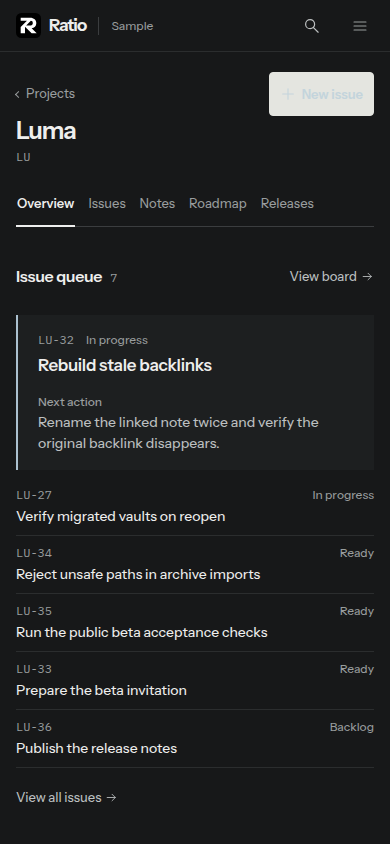 Ratio
Sample
Projects
New issue
Luma
LU
Overview Issues Notes Roadmap Releases
Issue queue 7
View board →
LU-32 In progress
Rebuild stale backlinks
Next action
Rename the linked note twice and verify the
original backlink disappears.
LU-27 In progress
Verify migrated vaults on reopen
LU-34 Ready
Reject unsafe paths in archive imports
LU-35 Ready
Run the public beta acceptance checks
LU-33 Ready
Prepare the beta invitation
LU-36 Backlog
Publish the release notes
View all issues →